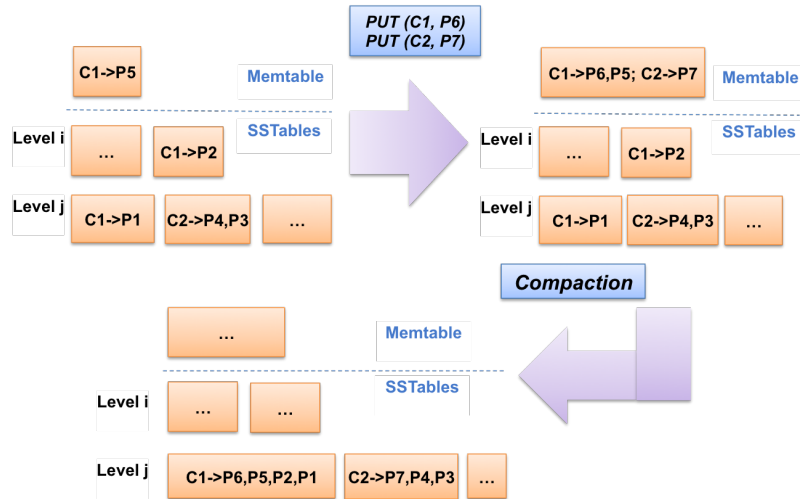 PUT (C1, P6)
PUT (C2, P7)
C1->P5
Memtable
Level i
...
C1->P2
SSTables
Level j
C1->P1
C2->P4,P3
...
C1->P6,P5; C2->P7
Memtable
Level i
...
C1->P2
SSTables
Level j
C1->P1
C2->P4,P3
...
Compaction
...
Memtable
Level i
...
...
SSTables
Level j
C1->P6,P5,P2,P1
C2->P7,P4,P3
...